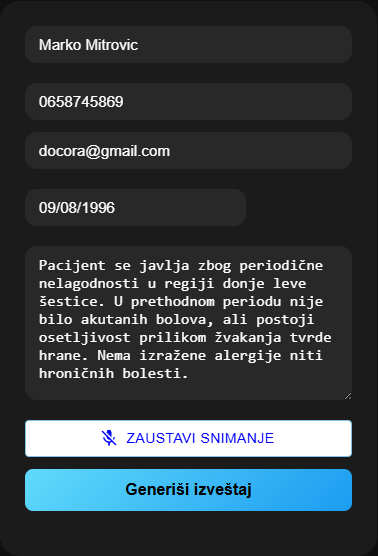 Marko Mitrovic
0658745869
docora@gmail.com
09/08/1996
Pacijent se javlja zbog periodične
nelagodnosti u regiji donje leve
šestice. U prethodnom periodu nije
bilo akutanih bolova, ali postoji
osetljivost prilikom žvakanja tvrde
hrane. Nema izražene alergije niti
hroničnih bolesti.
ZAUSTAVI SNIMANJE
Generiši izveštaj